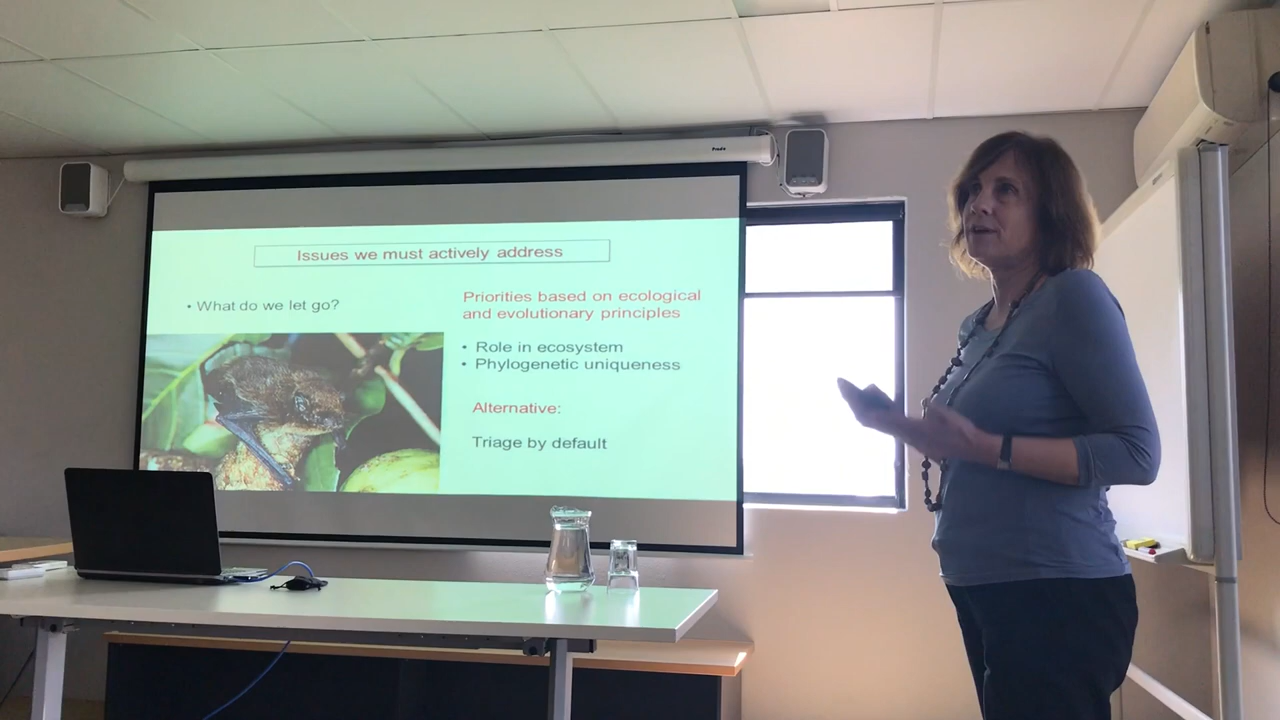 Issues we must actively address
• What do we let go?
Priorities based on ecological
and evolutionary principles
• Role in ecosystem
• Phylogenetic uniqueness
Alternative:
Triage by default